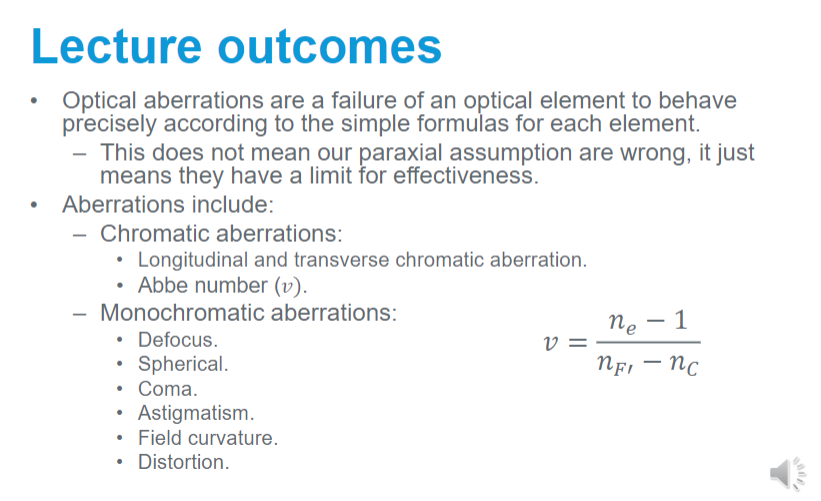 Lecture outcomes
• Optical aberrations are a failure of an optical element to behave
precisely according to the simple formulas for each element.
– This does not mean our paraxial assumption are wrong, it just
means they have a limit for effectiveness.
• Aberrations include:
– Chromatic aberrations:
• Longitudinal and transverse chromatic aberration.
• Abbe number (𝜈).
– Monochromatic aberrations:
• Defocus.
• Spherical.
• Coma.
• Astigmatism.
• Field curvature.
• Distortion.
𝜈 = (n_e − 1) / (n_F′ − n_C)